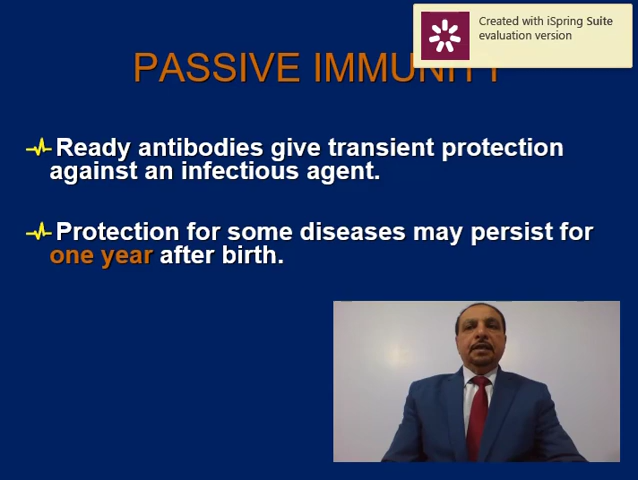 Created with iSpring Suite
evaluation version
PASSIVE IMMUNITY
Ready antibodies give transient protection
against an infectious agent.
Protection for some diseases may persist for
one year after birth.